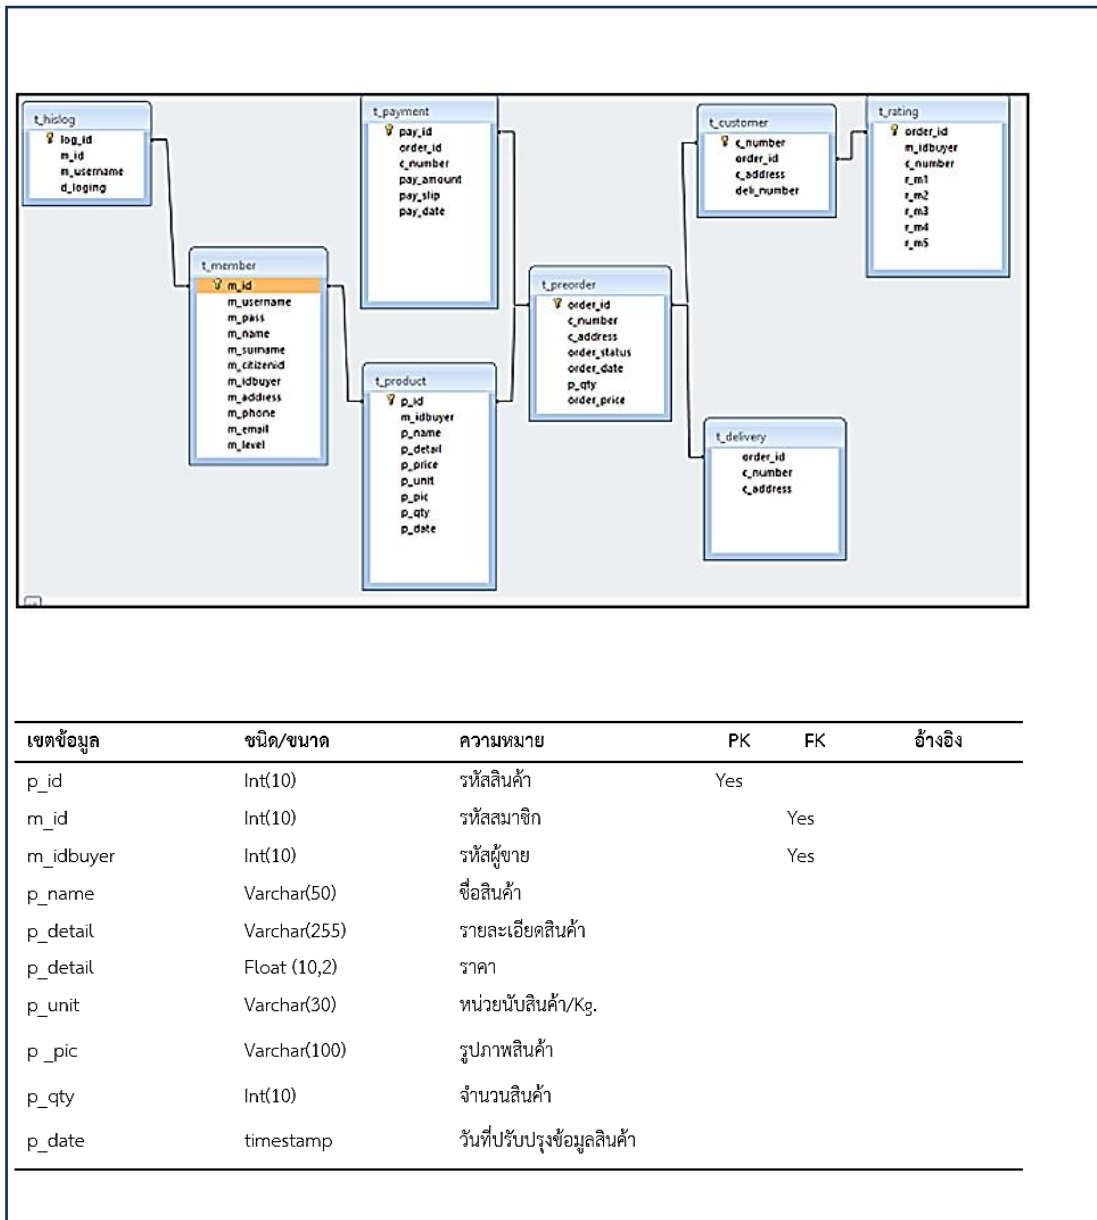 t_hislog
log_id
m_id
m_username
d_loging
t_member
m_id
m_username
m_pass
m_name
m_surname
m_citizenid
m_idbuyer
m_address
m_phone
m_email
m_level
t_payment
pay_id
order_id
c_number
pay_amount
pay_slip
pay_date
t_product
p_id
m_idbuyer
p_name
p_detail
p_price
p_unit
p_pic
p_qty
p_date
t_preorder
order_id
c_number
c_address
order_status
order_date
p_qty
order_price
t_customer
c_number
order_id
c_address
deli_number
t_rating
order_id
m_idbuyer
c_number
r_m1
r_m2
r_m3
r_m4
r_m5
t_delivery
order_id
c_number
c_address
เขตข้อมูล ชนิด/ขนาด ความหมาย PK FK อ้างอิง
p_id Int(10) รหัสสินค้า Yes
m_id Int(10) รหัสสมาชิก Yes
m_idbuyer Int(10) รหัสผู้ขาย Yes
p_name Varchar(50) ชื่อสินค้า
p_detail Varchar(255) รายละเอียดสินค้า
p_detail Float (10,2) ราคา
p_unit Varchar(30) หน่วยนับสินค้า/Kg.
p _pic Varchar(100) รูปภาพสินค้า
p_qty Int(10) จำนวนสินค้า
p_date timestamp วันที่ปรับปรุงข้อมูลสินค้า